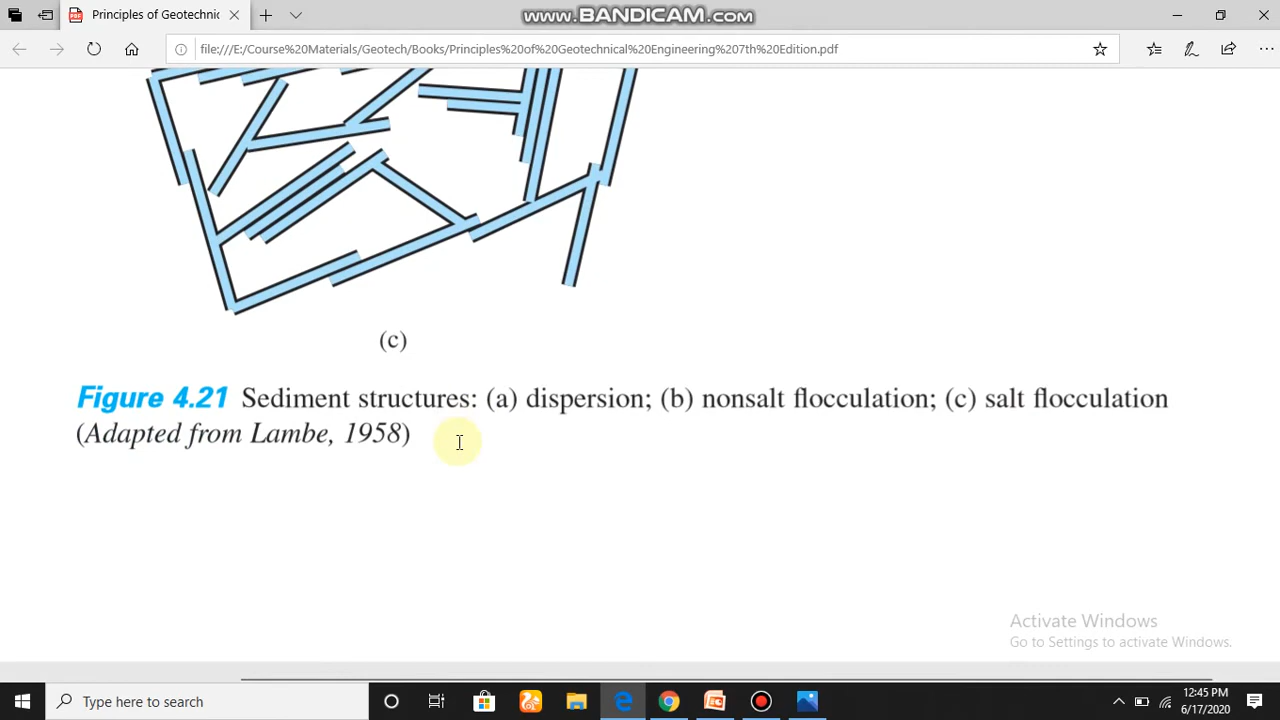 Principles of Geotechnic
www.BANDICAM.com
file:///E:/Course%20Materials/Geotech/Books/Principles%20of%20Geotechnical%20Engineering%207th%20Edition.pdf
(c)
Figure 4.21 Sediment structures: (a) dispersion; (b) nonsalt flocculation; (c) salt flocculation
(Adapted from Lambe, 1958)
Activate Windows
Go to Settings to activate Windows.
Type here to search
12:45 PM
6/17/2020